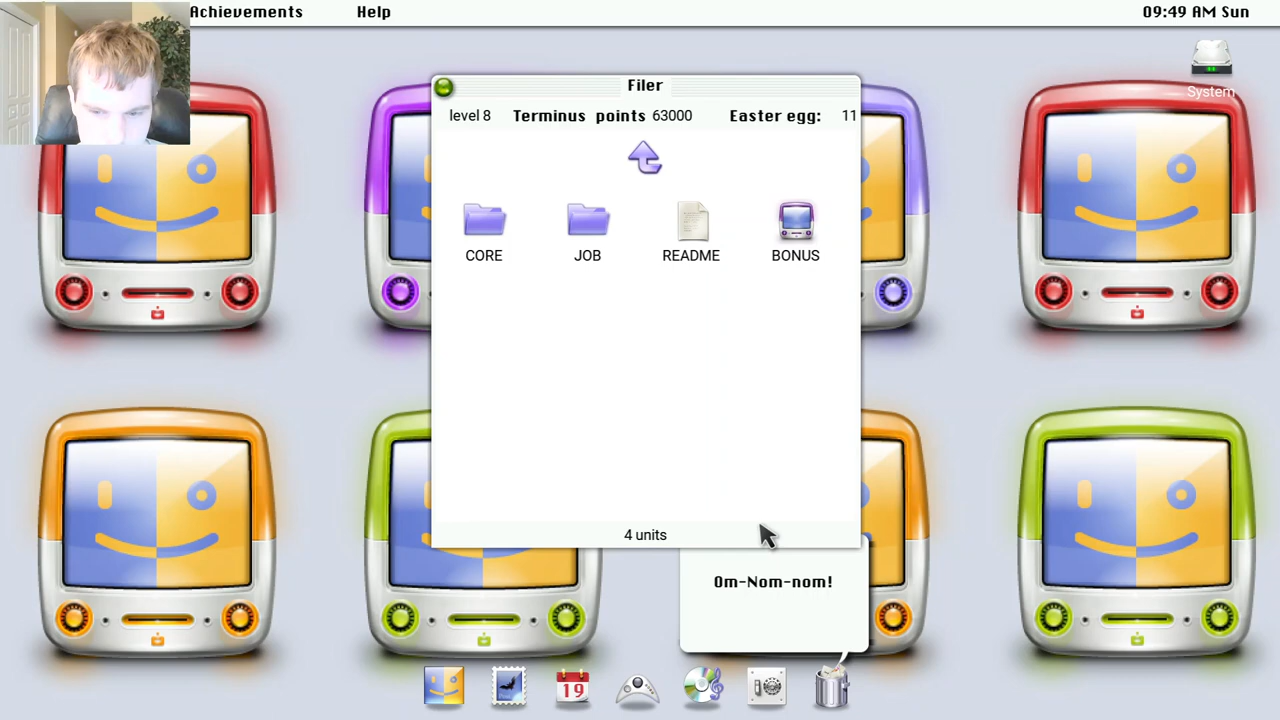 Achievements Help 09:49 AM Sun
System
Filer
level 8 Terminus points 63000 Easter egg: 11
CORE JOB README BONUS
4 units
Om-Nom-nom!
19